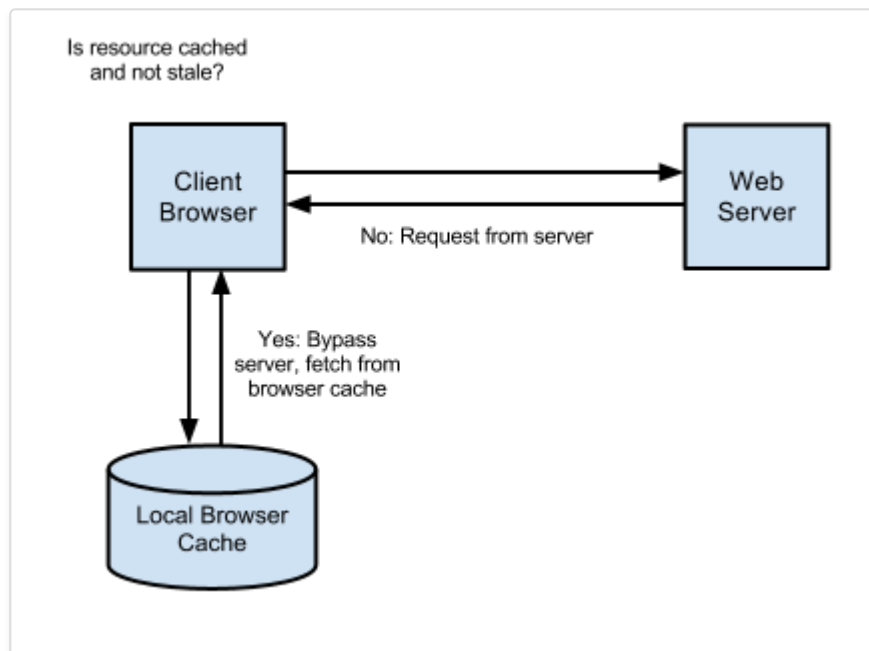 Is resource cached
and not stale?
Client
Browser
Web
Server
No: Request from server
Yes: Bypass
server, fetch from
browser cache
Local Browser
Cache